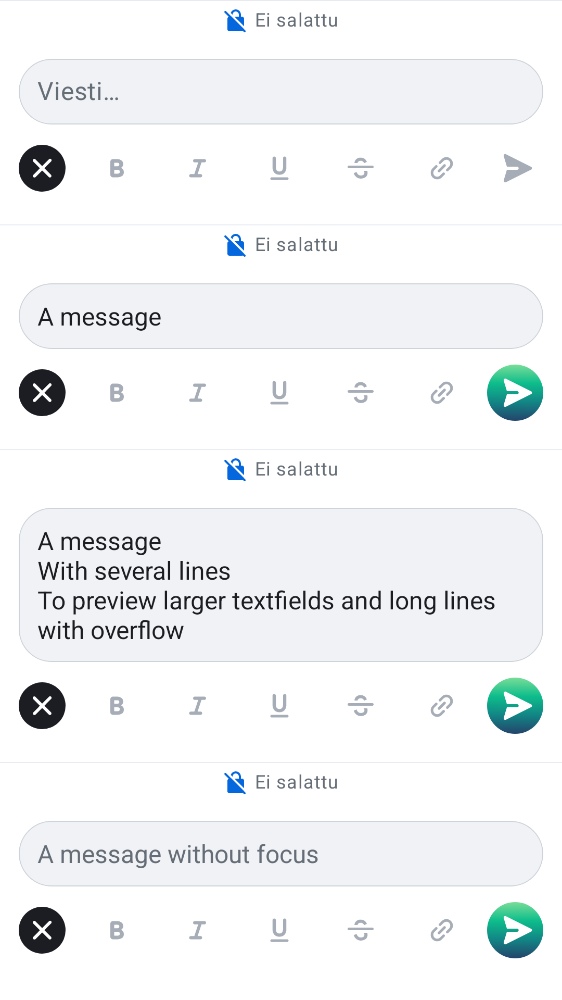 Ei salattu
Viesti…
B I U S
Ei salattu
A message
B I U S
Ei salattu
A message
With several lines
To preview larger textfields and long lines
with overflow
B I U S
Ei salattu
A message without focus
B I U S